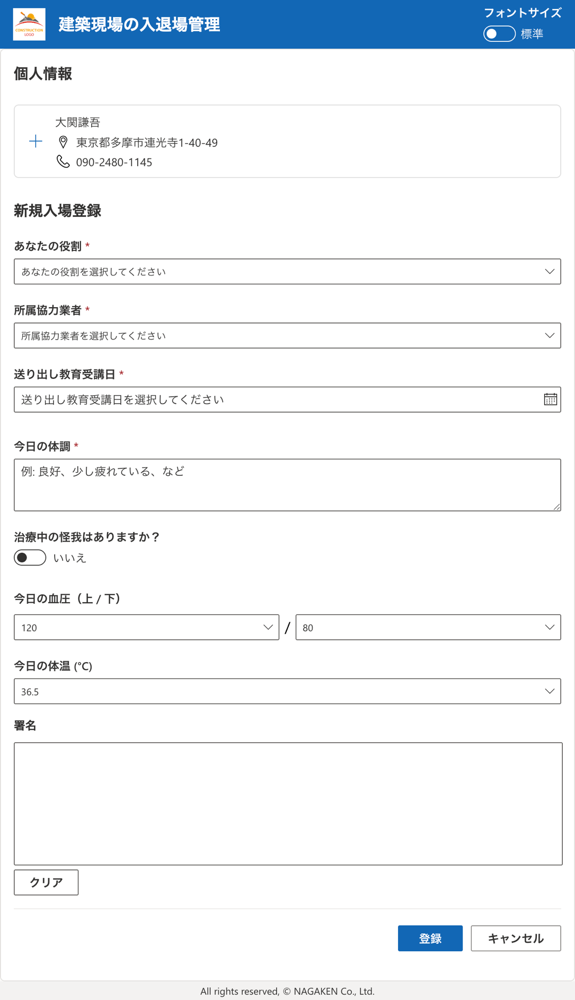 CONSTRUCTION
LOGO
建築現場の入退場管理
フォントサイズ
標準
個人情報
大関謙吾
東京都多摩市連光寺1-40-49
090-2480-1145
新規入場登録
あなたの役割 *
あなたの役割を選択してください
所属協力業者 *
所属協力業者を選択してください
送り出し教育受講日 *
送り出し教育受講日を選択してください
今日の体調 *
例: 良好、少し疲れている、など
治療中の怪我はありますか？
いいえ
今日の血圧（上 / 下）
120 / 80
今日の体温 (°C)
36.5
署名
クリア
登録 キャンセル
All rights reserved, © NAGAKEN Co., Ltd.